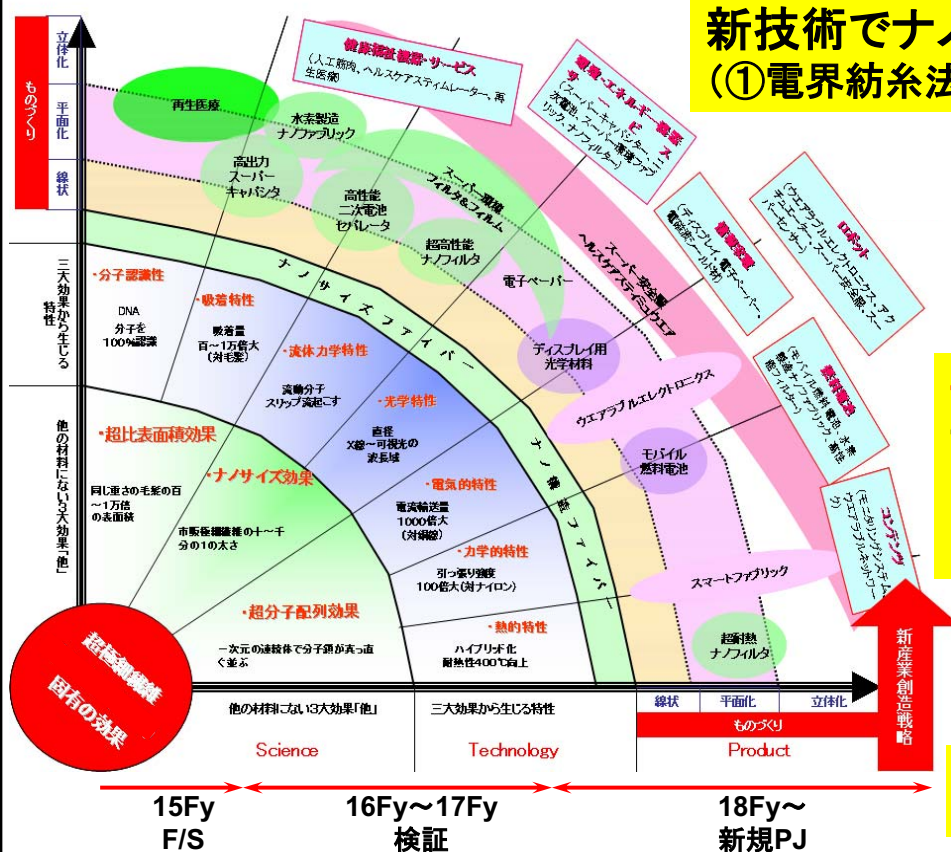 新技術でナノ
(①電界紡糸法
ものづくり
立体化
平面化
線状
三大効果から生じる
特性
他の材料にない3大効果「他」
健康福祉機器・サービス
(人工筋肉、ヘルスケアスティムレーター、再
生医療)
環境・エネルギー機器
サービス
ロボット
燃料電池
コンテンツ
再生医療
水素製造
ナノファブリック
高出力
スーパー
キャパシタ
高性能
二次電池
セパレータ
超高性能
ナノフィルタ
スーパー環境
フィルタ&フィルム
電子ペーパー
ディスプレイ用
光学材料
ウエアラブルエレクトロニクス
モバイル
燃料電池
スマートファブリック
超耐熱
ナノフィルタ
ナノサイズファイバー
ナノ構造ファイバー
・分子認識性
DNA
分子を
100%認識
・吸着特性
吸着量
百~1万倍大
(対毛髪)
・流体力学特性
流動分子
スリップ流起こす
・光学特性
直径
X線~可視光の
波長域
・電気的特性
電流輸送量
1000倍大
(対銅線)
・力学的特性
引っ張り強度
100倍大(対ナイロン)
・熱的特性
ハイブリッド化
耐熱性400℃向上
・超比表面積効果
同じ重さの毛髪の百
~1万倍
の表面積
・ナノサイズ効果
市販極細繊維の十~千
分の1の太さ
・超分子配列効果
一次元の連続体で分子鎖が真っ直
ぐ並ぶ
超極細繊維
固有の効果
他の材料にない3大効果「他」
三大効果から生じる特性
線状
平面化
立体化
ものづくり
新産業創造戦略
Science
Technology
Product
15Fy
F/S
16Fy~17Fy
検証
18Fy~
新規PJ